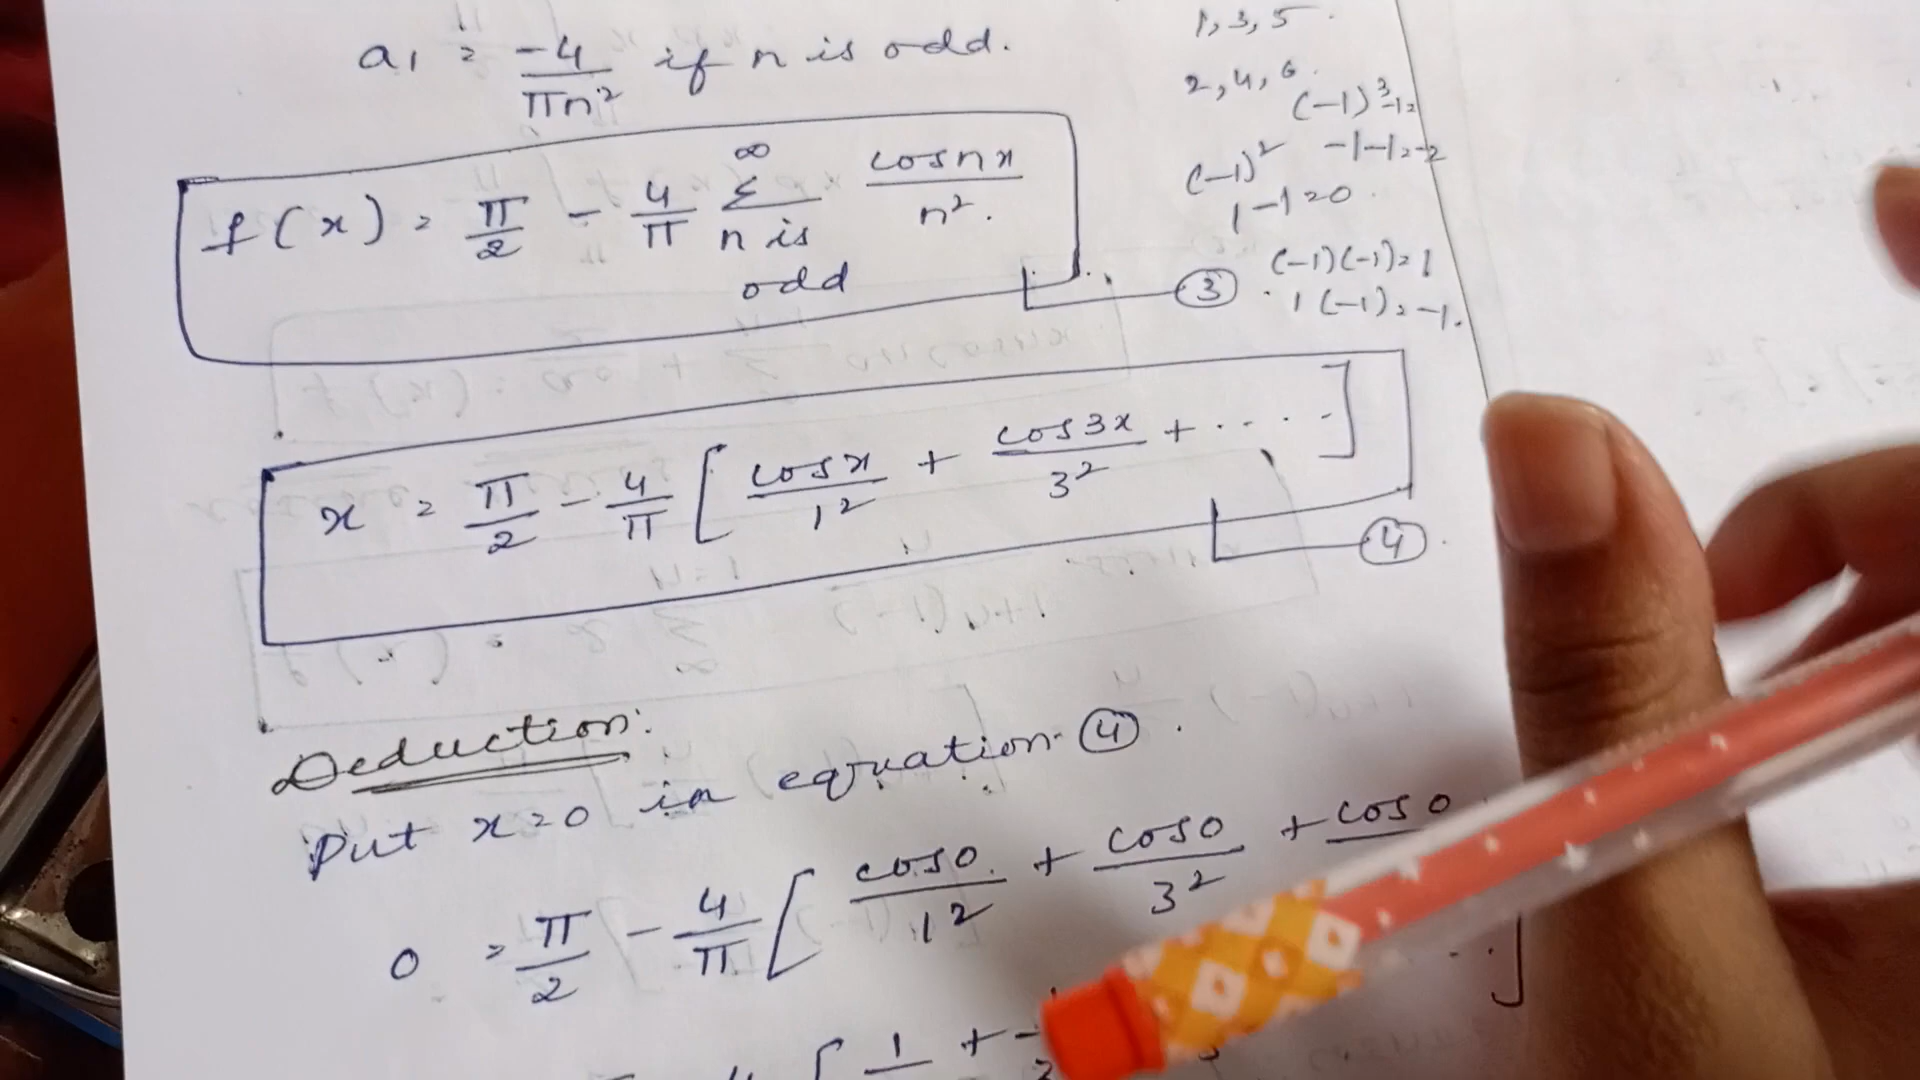 a₁ = -4/πn² if n is odd.
1, 3, 5
2, 4, 6
(-1)³-1=
-1-1=-2
(-1)²
1-1=0
(-1)(-1)=1
1(-1)=-1.
f(x) = π/2 - 4/π ∞ Σ n is odd cos nx/n².
③
x = π/2 - 4/π [cos x/1² + cos 3x/3² + .... ]
④
Deduction:
Put x=0 in equation ④.
0 = π/2 - 4/π [cos 0/1² + cos 0/3² + cos 0 ..]
4 [ 1 +